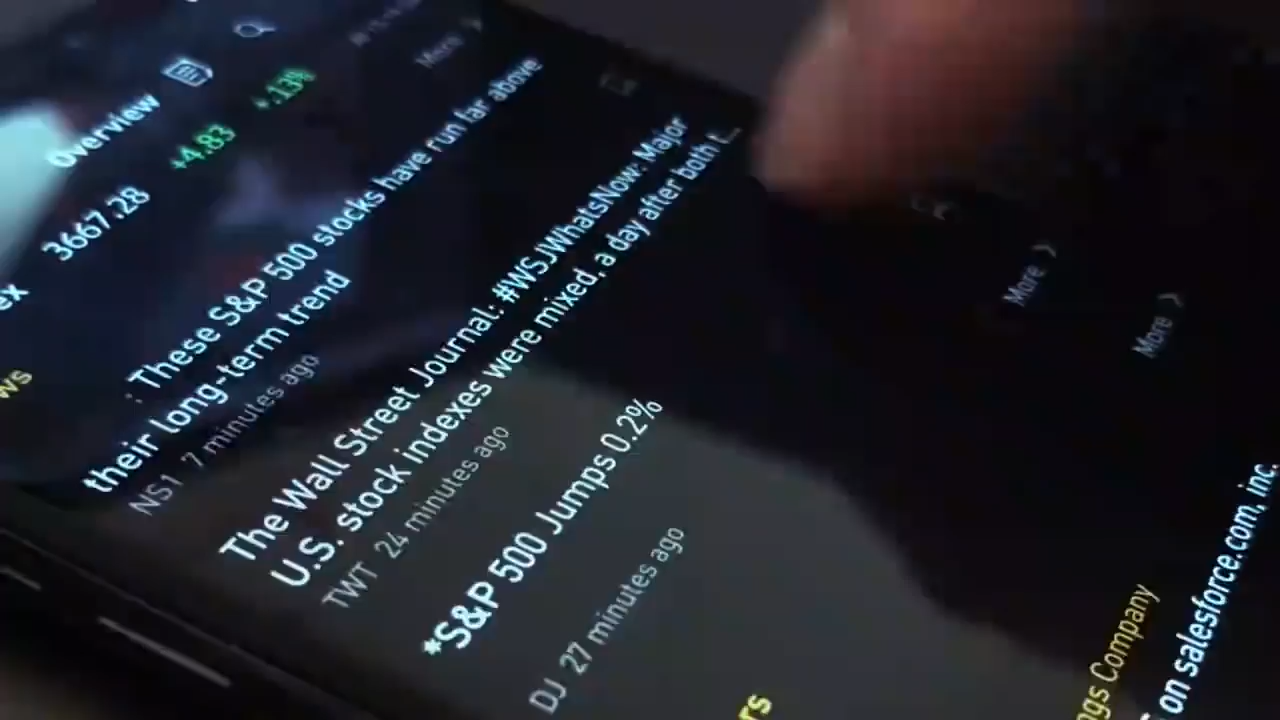 Overview
3667.28 +4.83 +.13%
More
: These S&P 500 stocks have run far above
their long-term trend
NS1 7 minutes ago
The Wall Street Journal: #WSJWhatsNow: Major
U.S. stock indexes were mixed, a day after both t...
TWT 24 minutes ago
*S&P 500 Jumps 0.2%
DJ 27 minutes ago
More
More
ngs Company
on salesforce.com, inc.